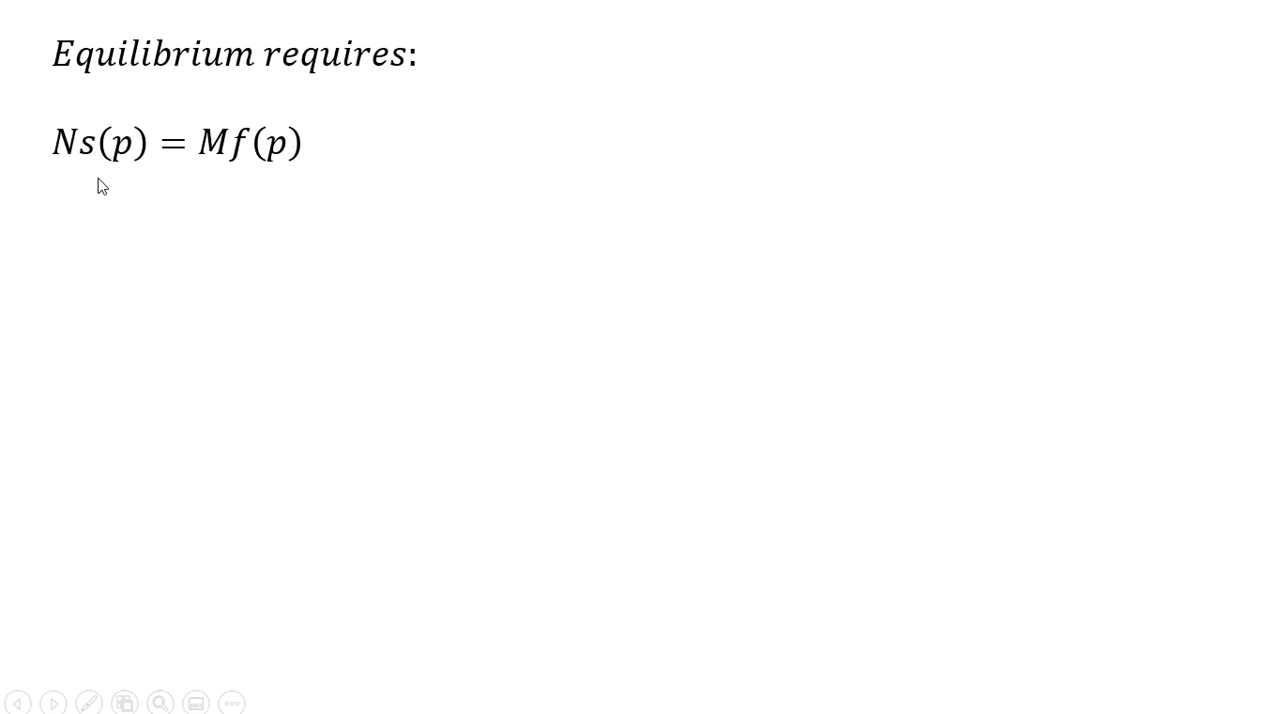 Equilibrium requires:
Ns(p) = Mf(p)